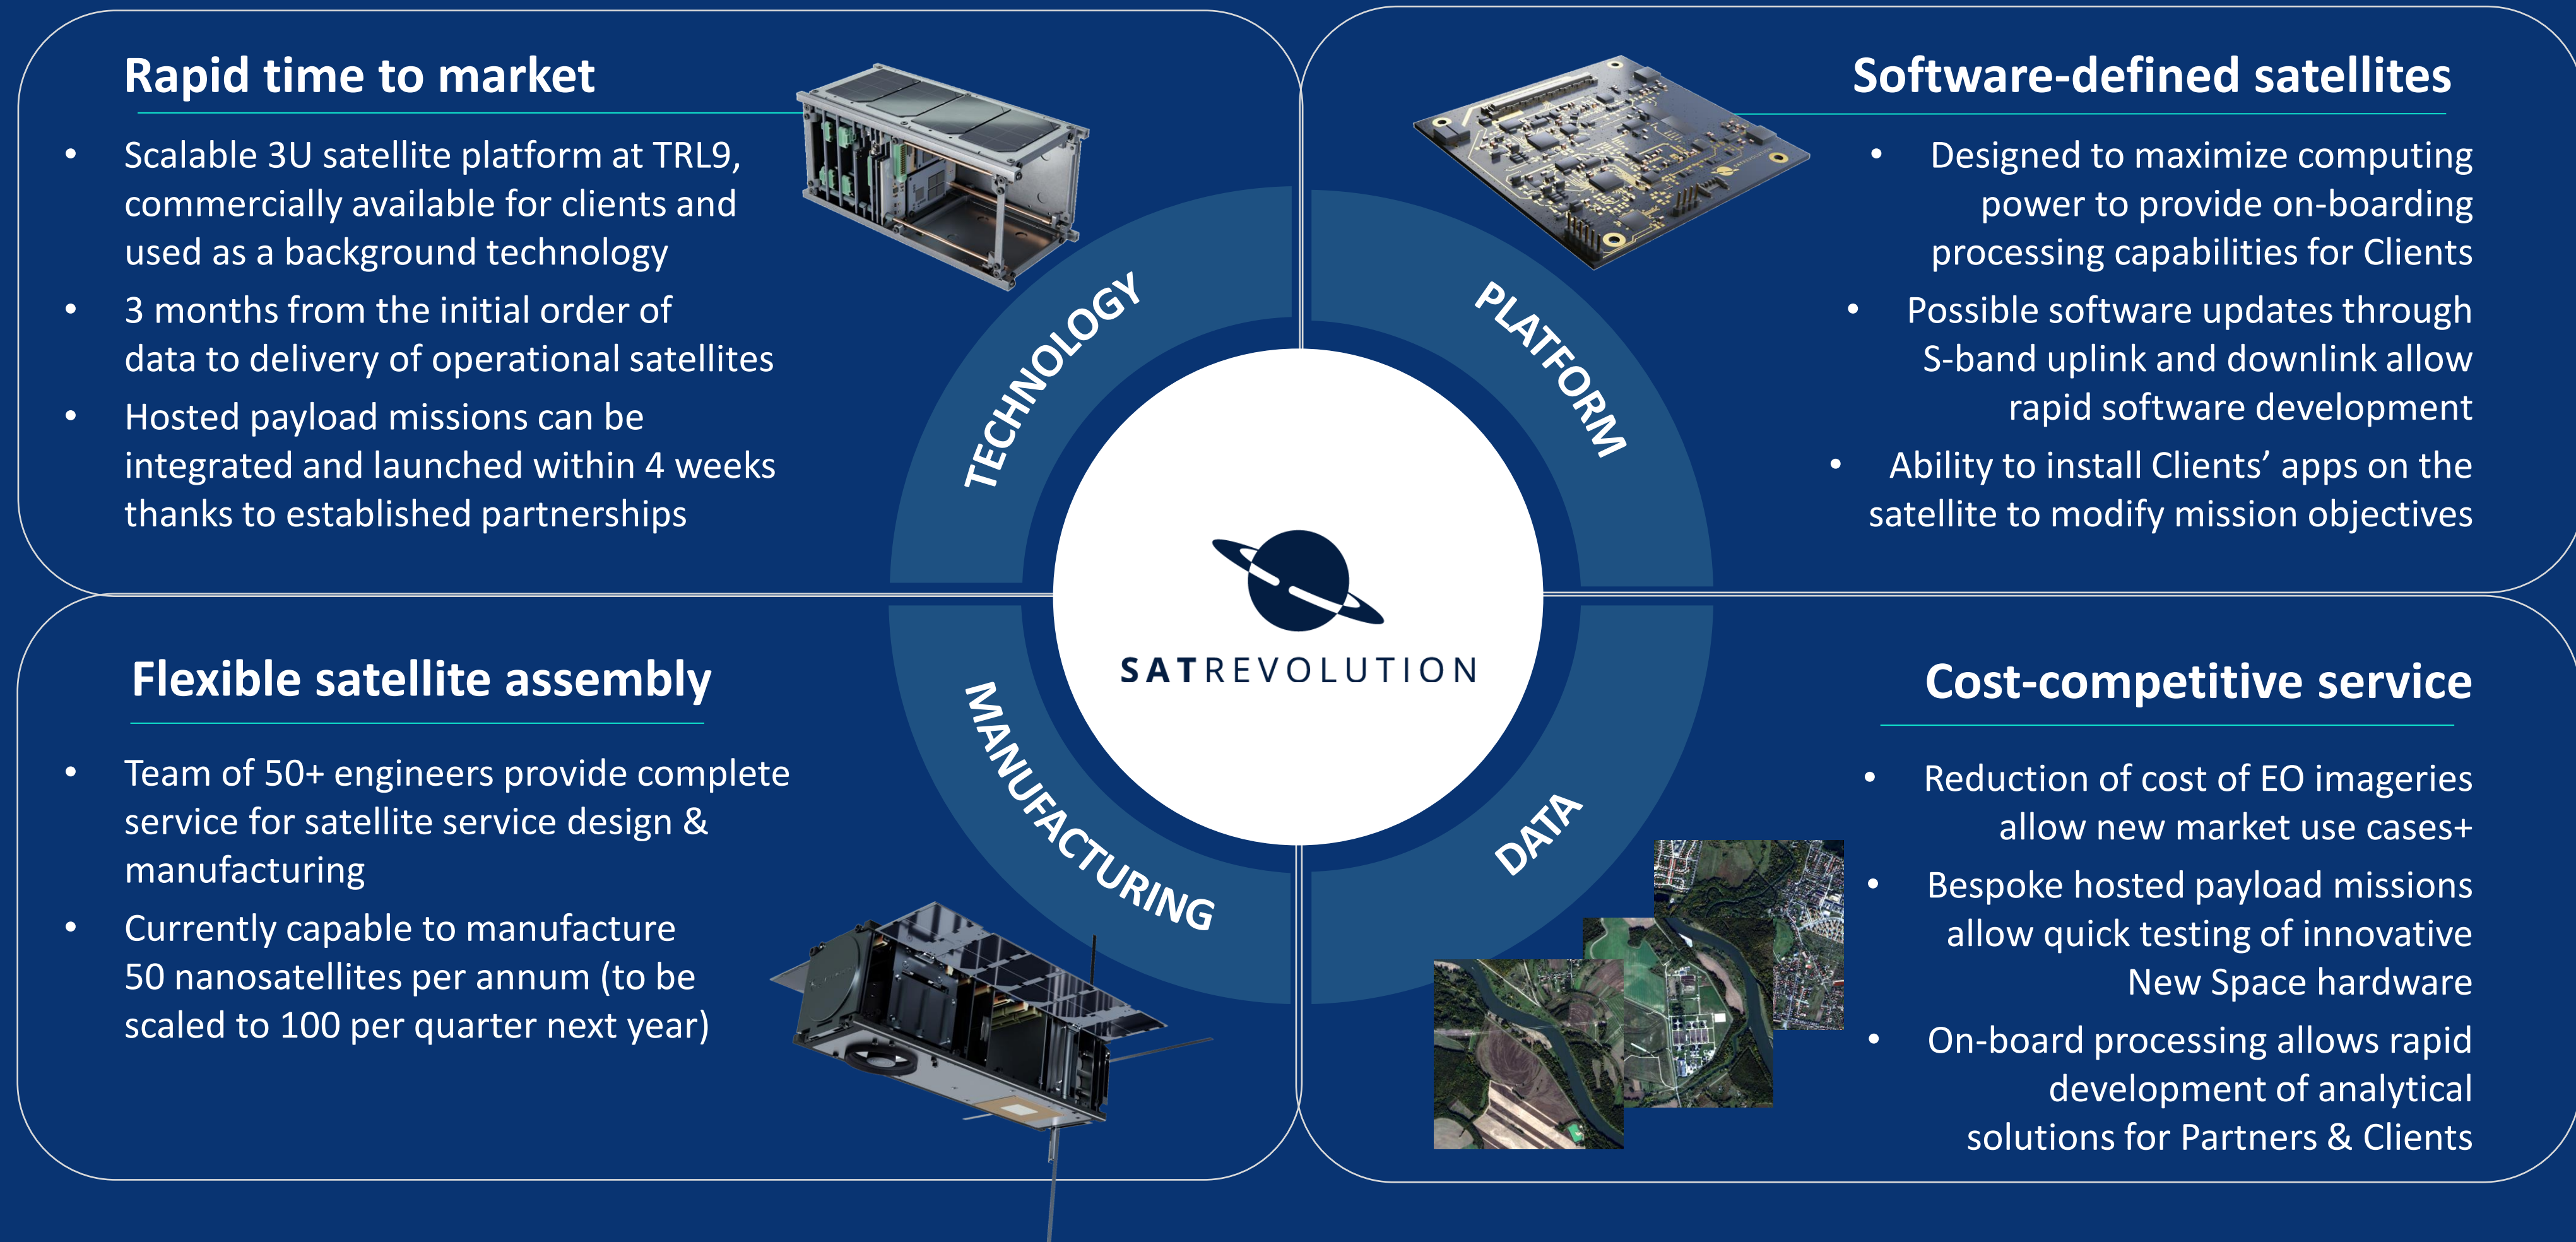 Rapid time to market
• Scalable 3U satellite platform at TRL9,
commercially available for clients and
used as a background technology
• 3 months from the initial order of
data to delivery of operational satellites
• Hosted payload missions can be
integrated and launched within 4 weeks
thanks to established partnerships
Software-defined satellites
• Designed to maximize computing
power to provide on-boarding
processing capabilities for Clients
• Possible software updates through
S-band uplink and downlink allow
rapid software development
• Ability to install Clients’ apps on the
satellite to modify mission objectives
TECHNOLOGY
PLATFORM
SATREVOLUTION
MANUFACTURING
DATA
Flexible satellite assembly
• Team of 50+ engineers provide complete
service for satellite service design &
manufacturing
• Currently capable to manufacture
50 nanosatellites per annum (to be
scaled to 100 per quarter next year)
Cost-competitive service
• Reduction of cost of EO imageries
allow new market use cases+
• Bespoke hosted payload missions
allow quick testing of innovative
New Space hardware
• On-board processing allows rapid
development of analytical
solutions for Partners & Clients